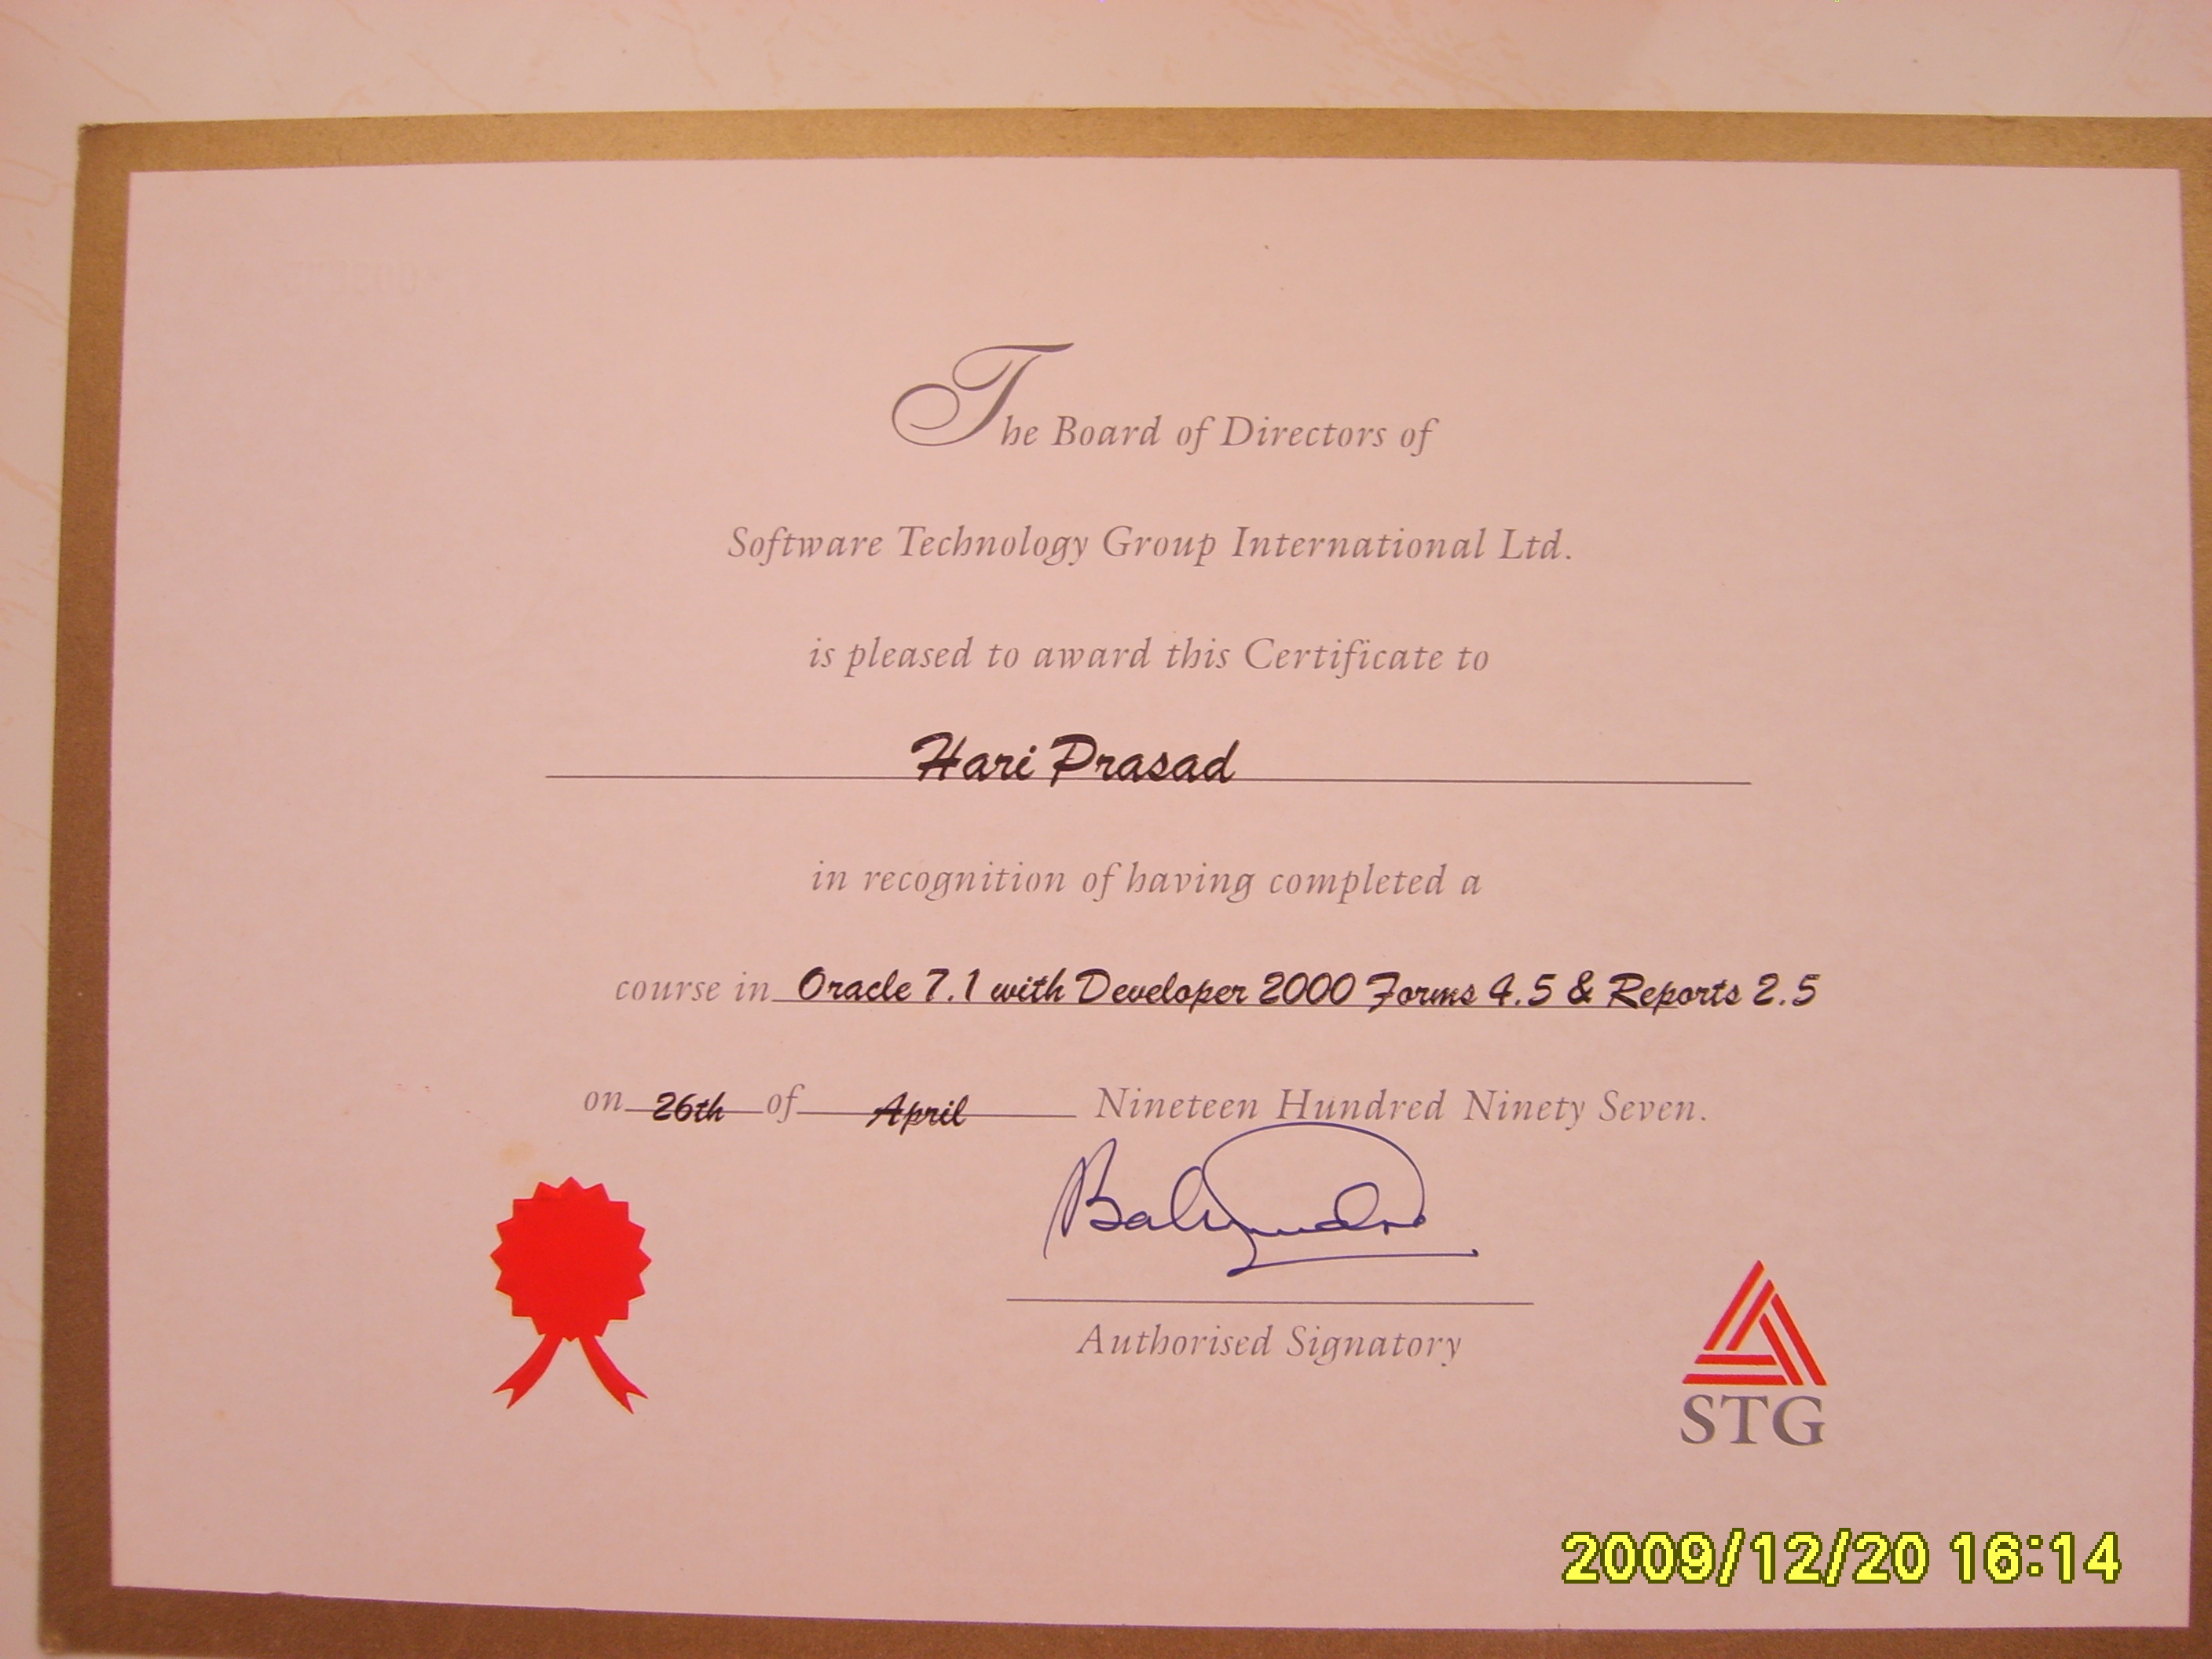 The Board of Directors of
Software Technology Group International Ltd.
is pleased to award this Certificate to
Hari Prasad
in recognition of having completed a
course in Oracle 7.1 with Developer 2000 Forms 4.5 & Reports 2.5
on 26th of April Nineteen Hundred Ninety Seven.
Authorised Signatory
STG
2009/12/20 16:14